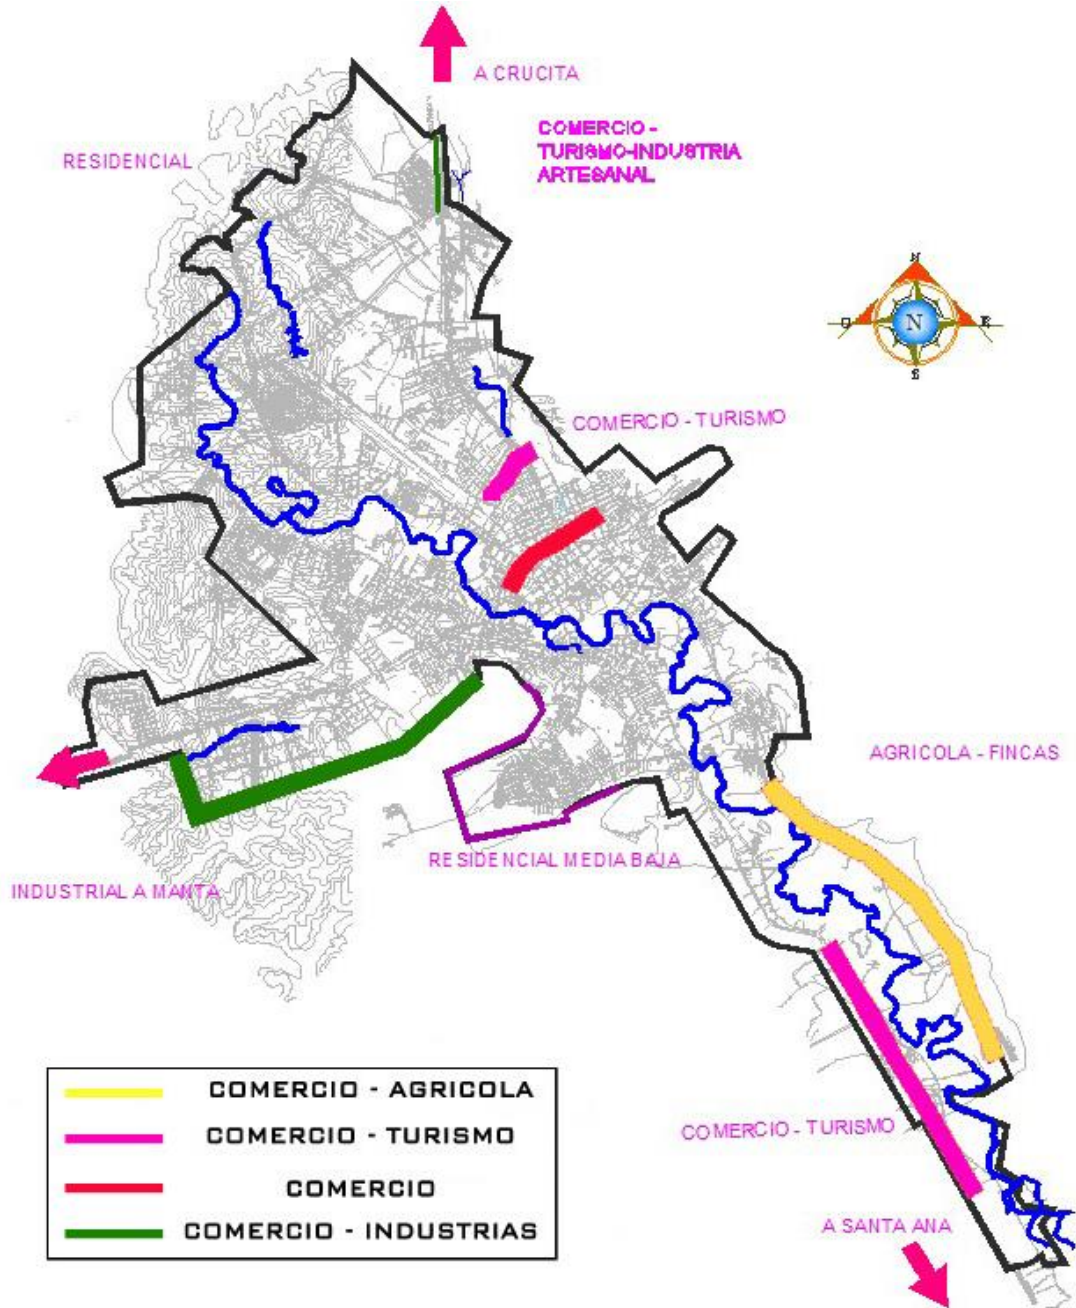 A CRUCITA
COMERCIO -
TURISMO-INDUSTRIA
ARTESANAL
RESIDENCIAL
N
O
N
E
S
COMERCIO - TURISMO
AGRICOLA - FINCAS
RESIDENCIAL MEDIA BAJA
INDUSTRIAL A MANTA
COMERCIO - TURISMO
A SANTA ANA
COMERCIO - AGRICOLA
COMERCIO - TURISMO
COMERCIO
COMERCIO - INDUSTRIAS